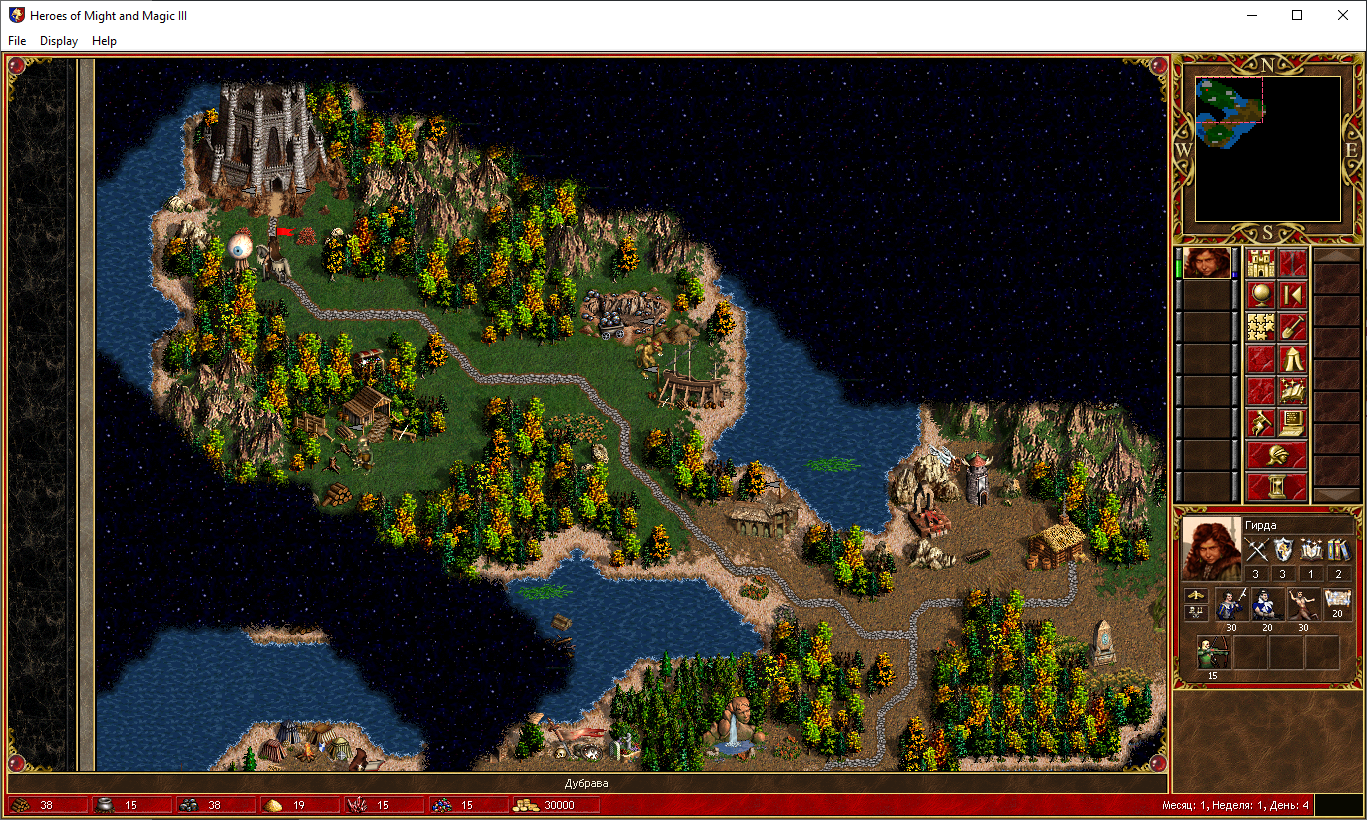 Heroes of Might and Magic III
File Display Help
N
W
E
S
Гирда
3 3 1 2
30 20 30 20
15
Дубрава
38 15 38 19 15 15 30000
Месяц: 1, Неделя: 1, День: 4